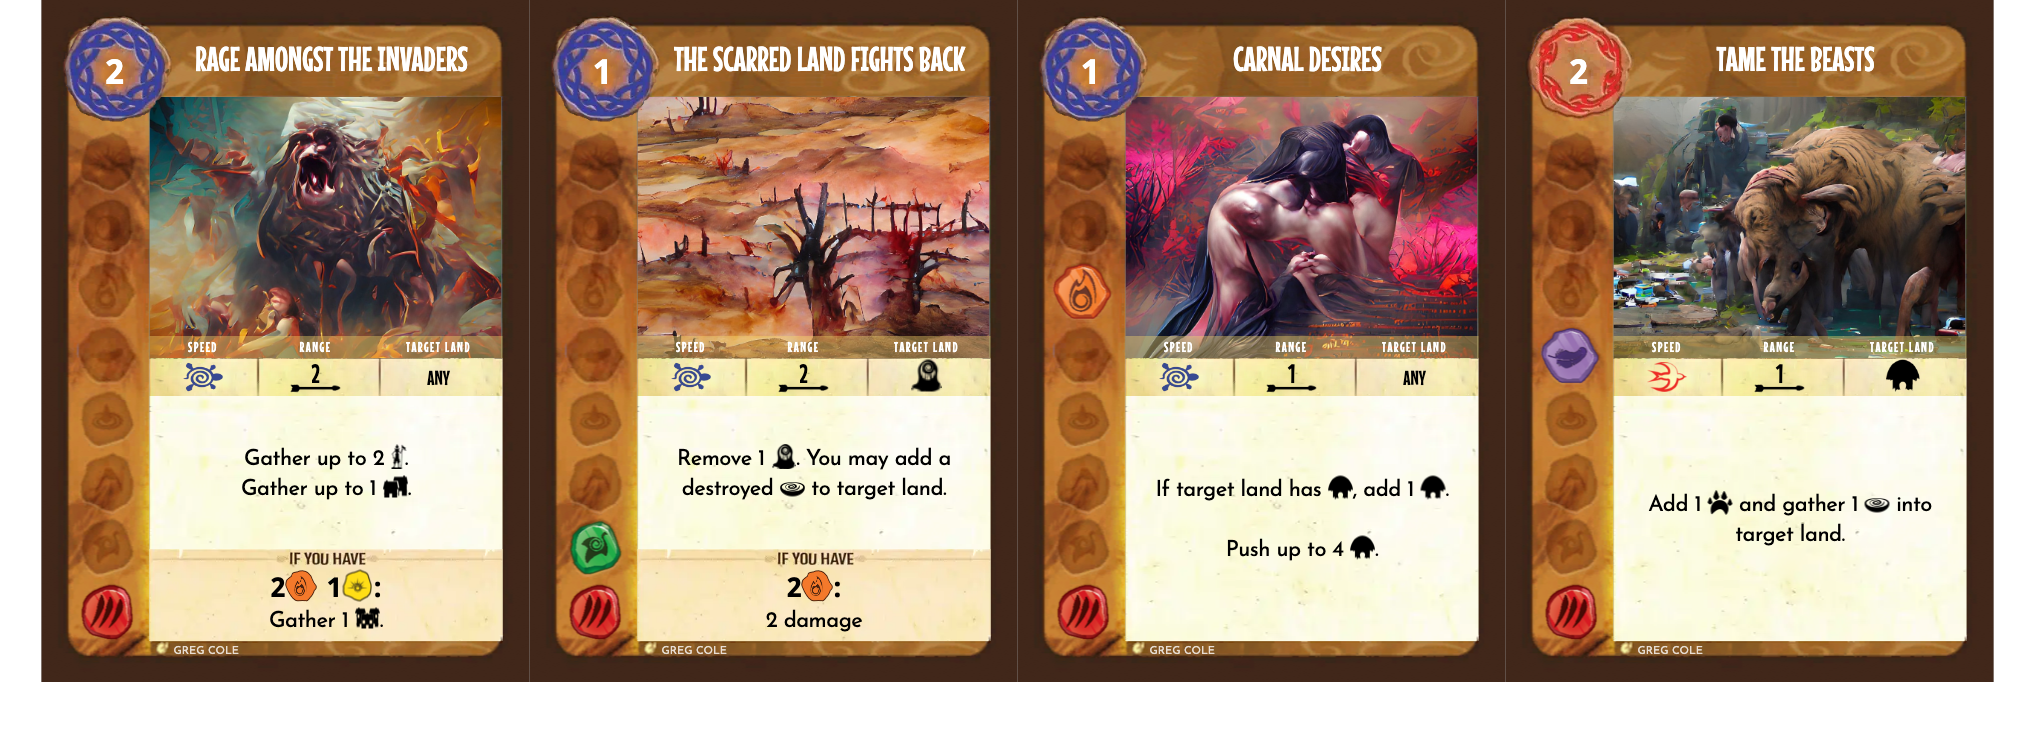 2
RAGE AMONGST THE INVADERS
SPEED RANGE TARGET LAND
2 ANY
Gather up to 2 .
Gather up to 1 .
IF YOU HAVE
2 1 :
Gather 1 .
GREG COLE
1
THE SCARRED LAND FIGHTS BACK
SPEED RANGE TARGET LAND
2
Remove 1 . You may add a
destroyed to target land.
IF YOU HAVE
2 :
2 damage
GREG COLE
1
CARNAL DESIRES
SPEED RANGE TARGET LAND
1 ANY
If target land has , add 1 .
Push up to 4 .
GREG COLE
2
TAME THE BEASTS
SPEED RANGE TARGET LAND
1
Add 1 and gather 1 into
target land.
GREG COLE